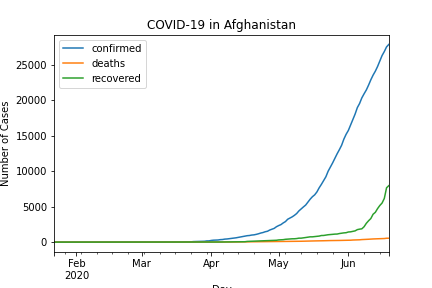 COVID-19 in Afghanistan
confirmed
deaths
recovered
Number of Cases
25000
20000
15000
10000
5000
0
Feb Mar Apr May Jun
2020